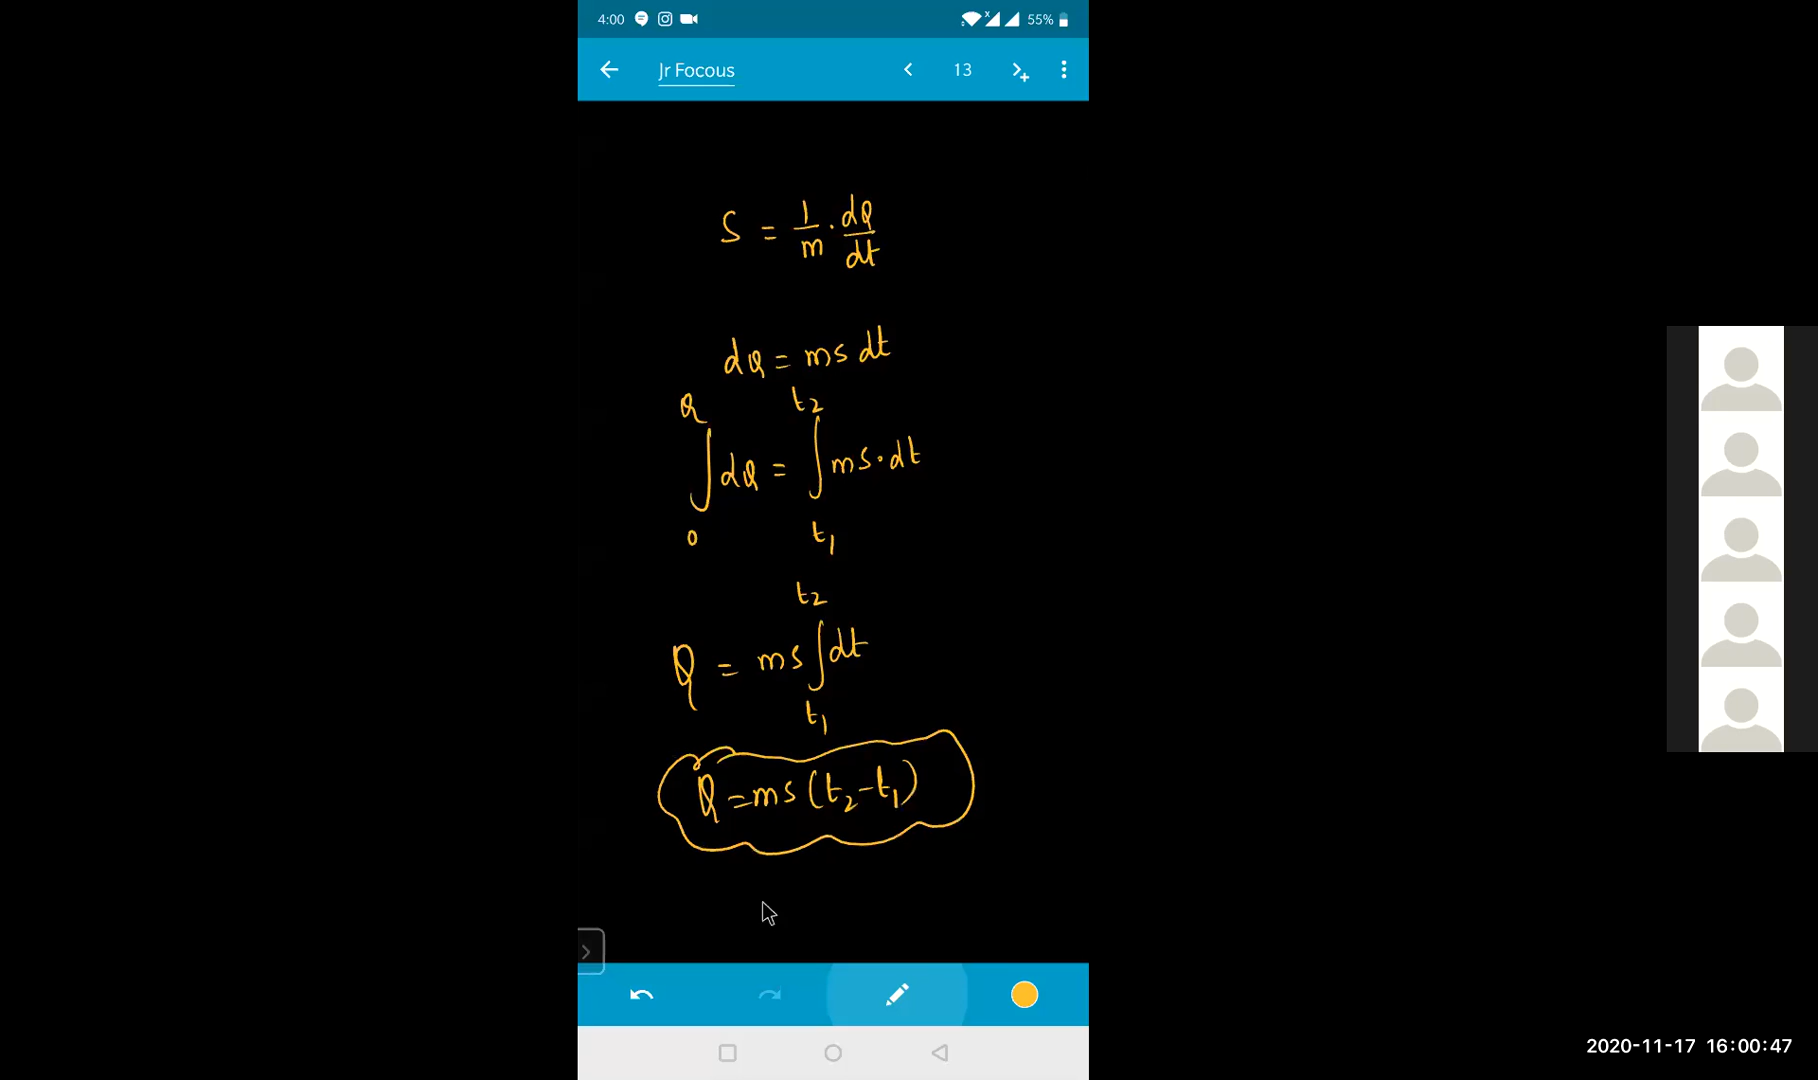 4:00 55%
Jr Focous 13
S = 1/m · dQ/dt
dQ = ms dt
Q t2
∫dQ = ∫ms·dt
0 t1
t2
Q = ms∫dt
t1
Q=ms(t2-t1)
2020-11-17 16:00:47